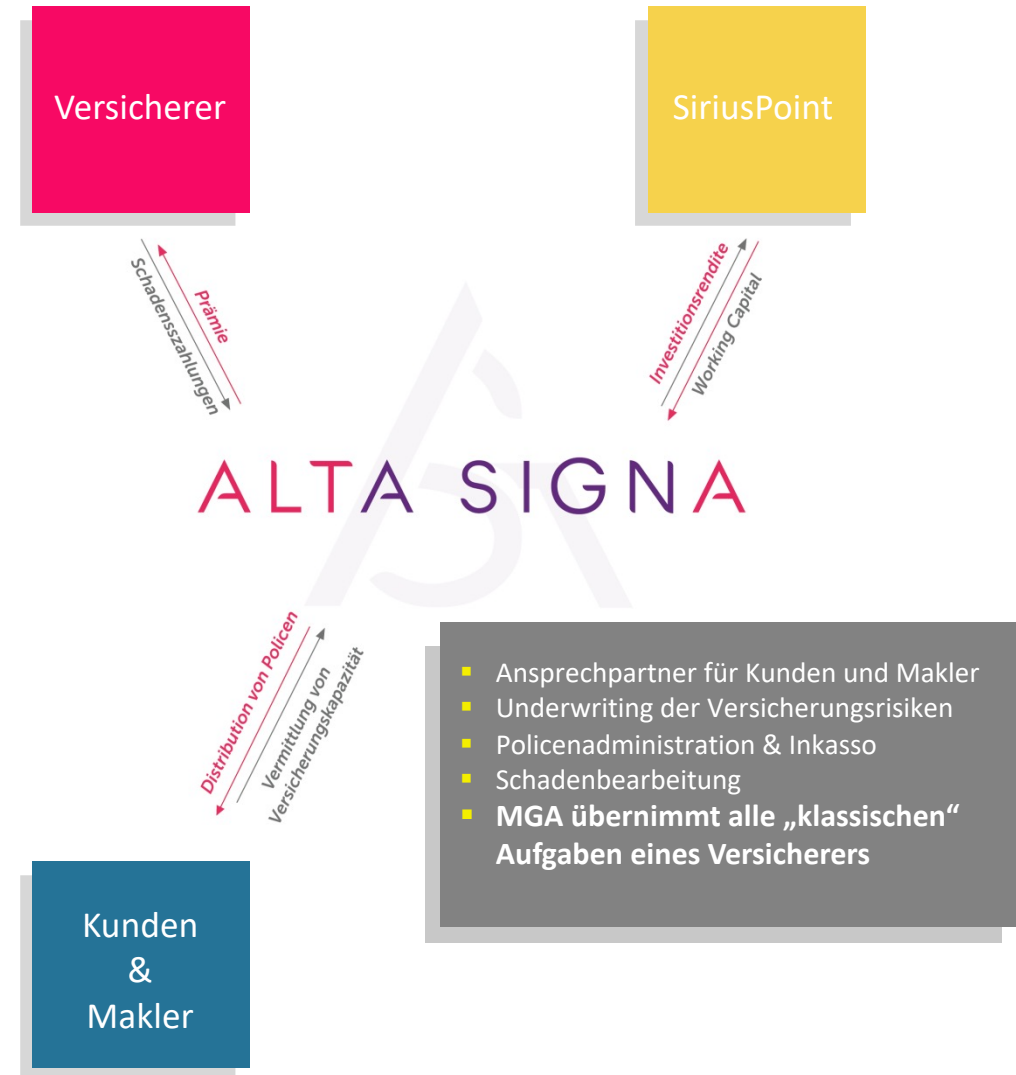 Versicherer
SiriusPoint
Schadensszahlungen
Prämie
Investitionsrendite
Working Capital
ALTA SIGNA
Distribution von Policen
Vermittlung von
Versicherungskapazität
▪ Ansprechpartner für Kunden und Makler
▪ Underwriting der Versicherungsrisiken
▪ Policenadministration & Inkasso
▪ Schadenbearbeitung
▪ MGA übernimmt alle „klassischen“
Aufgaben eines Versicherers
Kunden
&
Makler